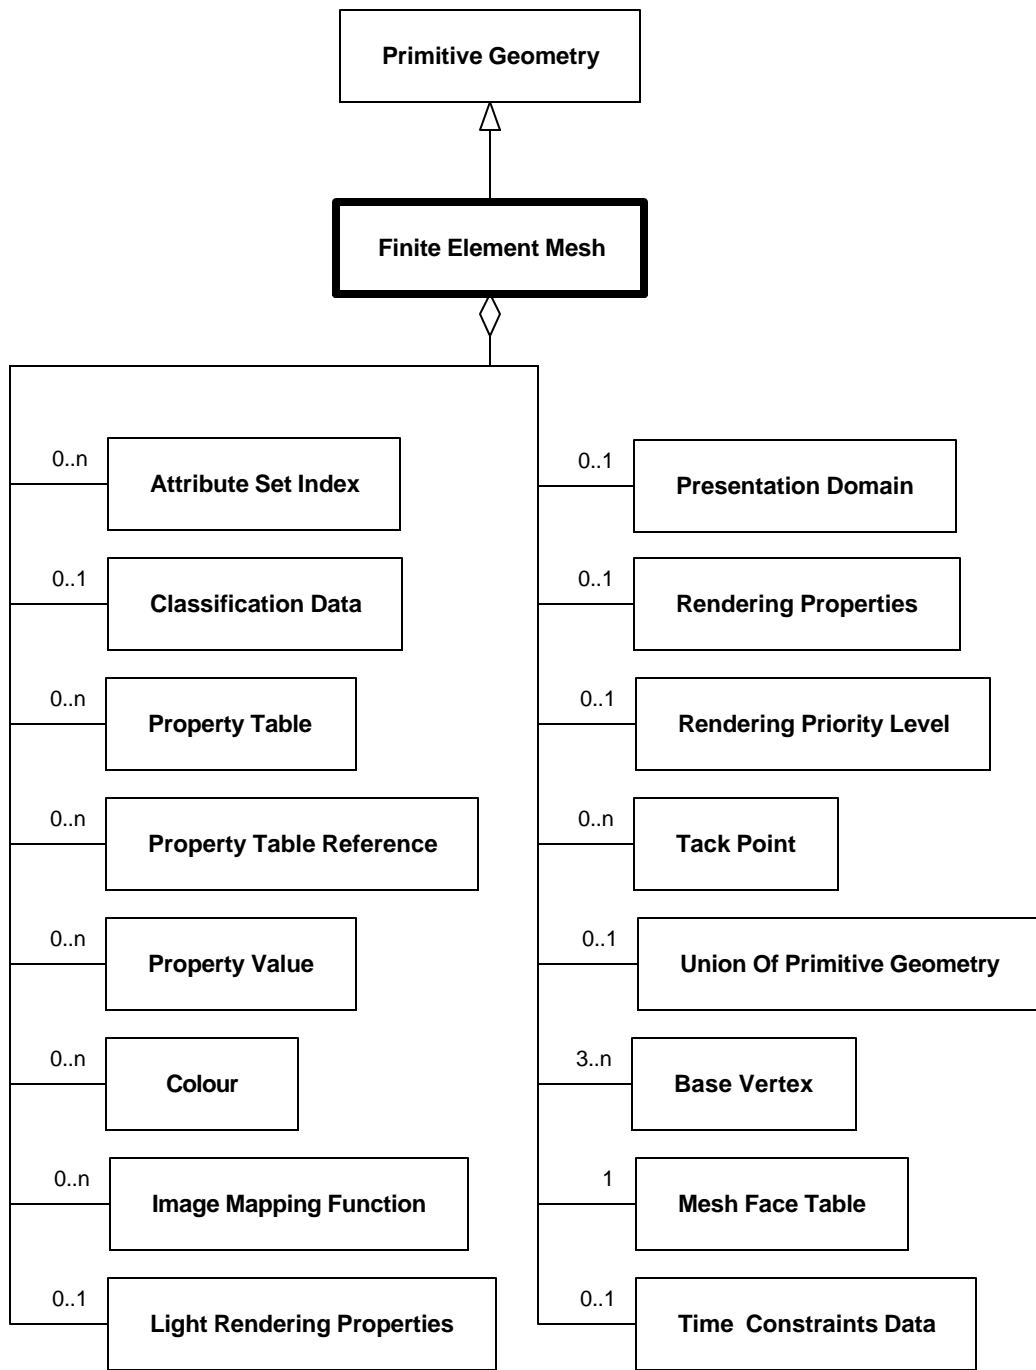 Primitive Geometry
Finite Element Mesh
0..n
Attribute Set Index
0..1
Classification Data
0..n
Property Table
0..n
Property Table Reference
0..n
Property Value
0..n
Colour
0..n
Image Mapping Function
0..1
Light Rendering Properties
0..1
Presentation Domain
0..1
Rendering Properties
0..1
Rendering Priority Level
0..n
Tack Point
0..1
Union Of Primitive Geometry
3..n
Base Vertex
1
Mesh Face Table
0..1
Time Constraints Data